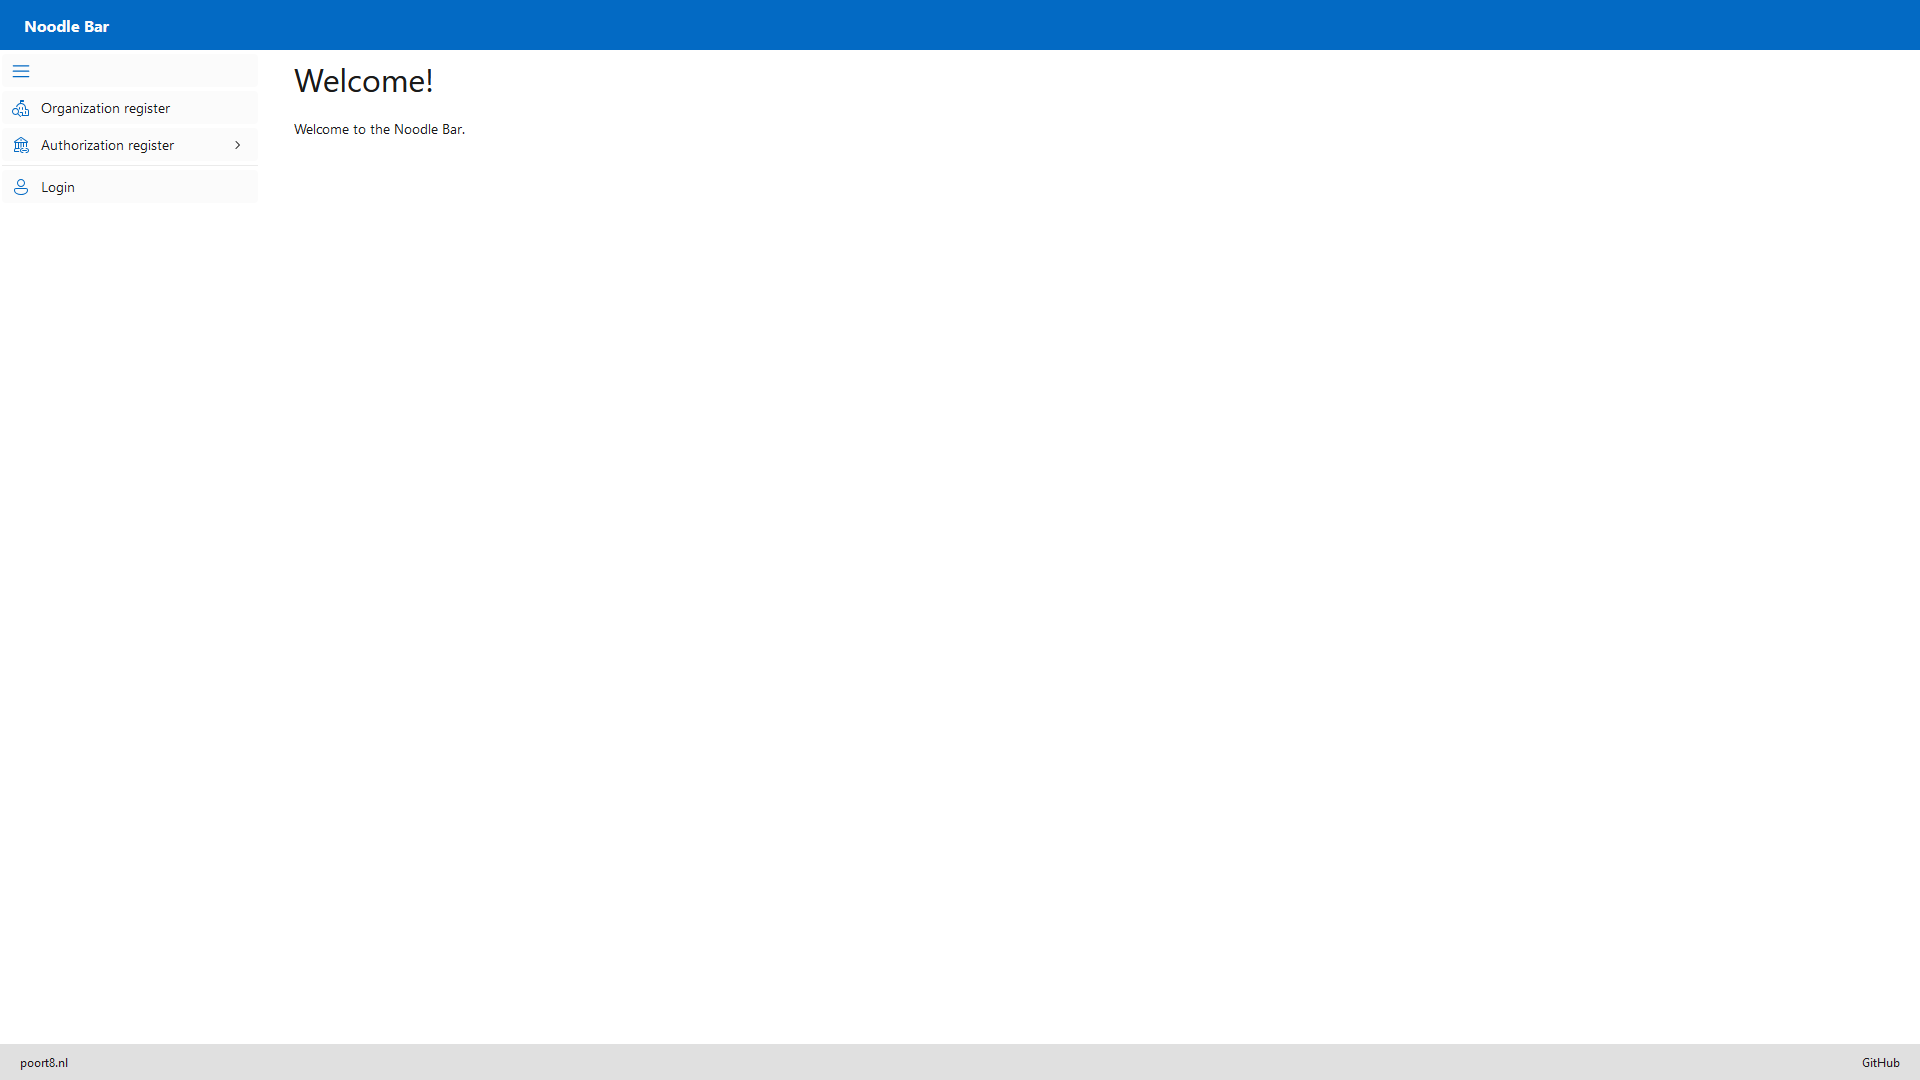 Noodle Bar
Organization register
Authorization register
Login
Welcome!
Welcome to the Noodle Bar.
poort8.nl
GitHub